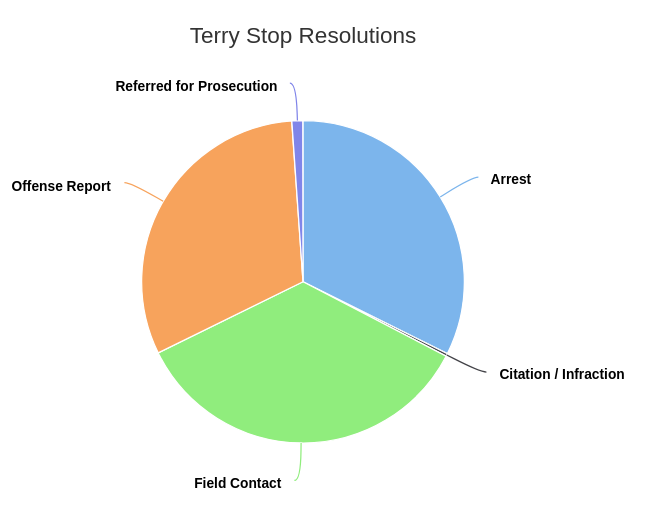 Terry Stop Resolutions
Referred for Prosecution
Arrest
Offense Report
Citation / Infraction
Field Contact